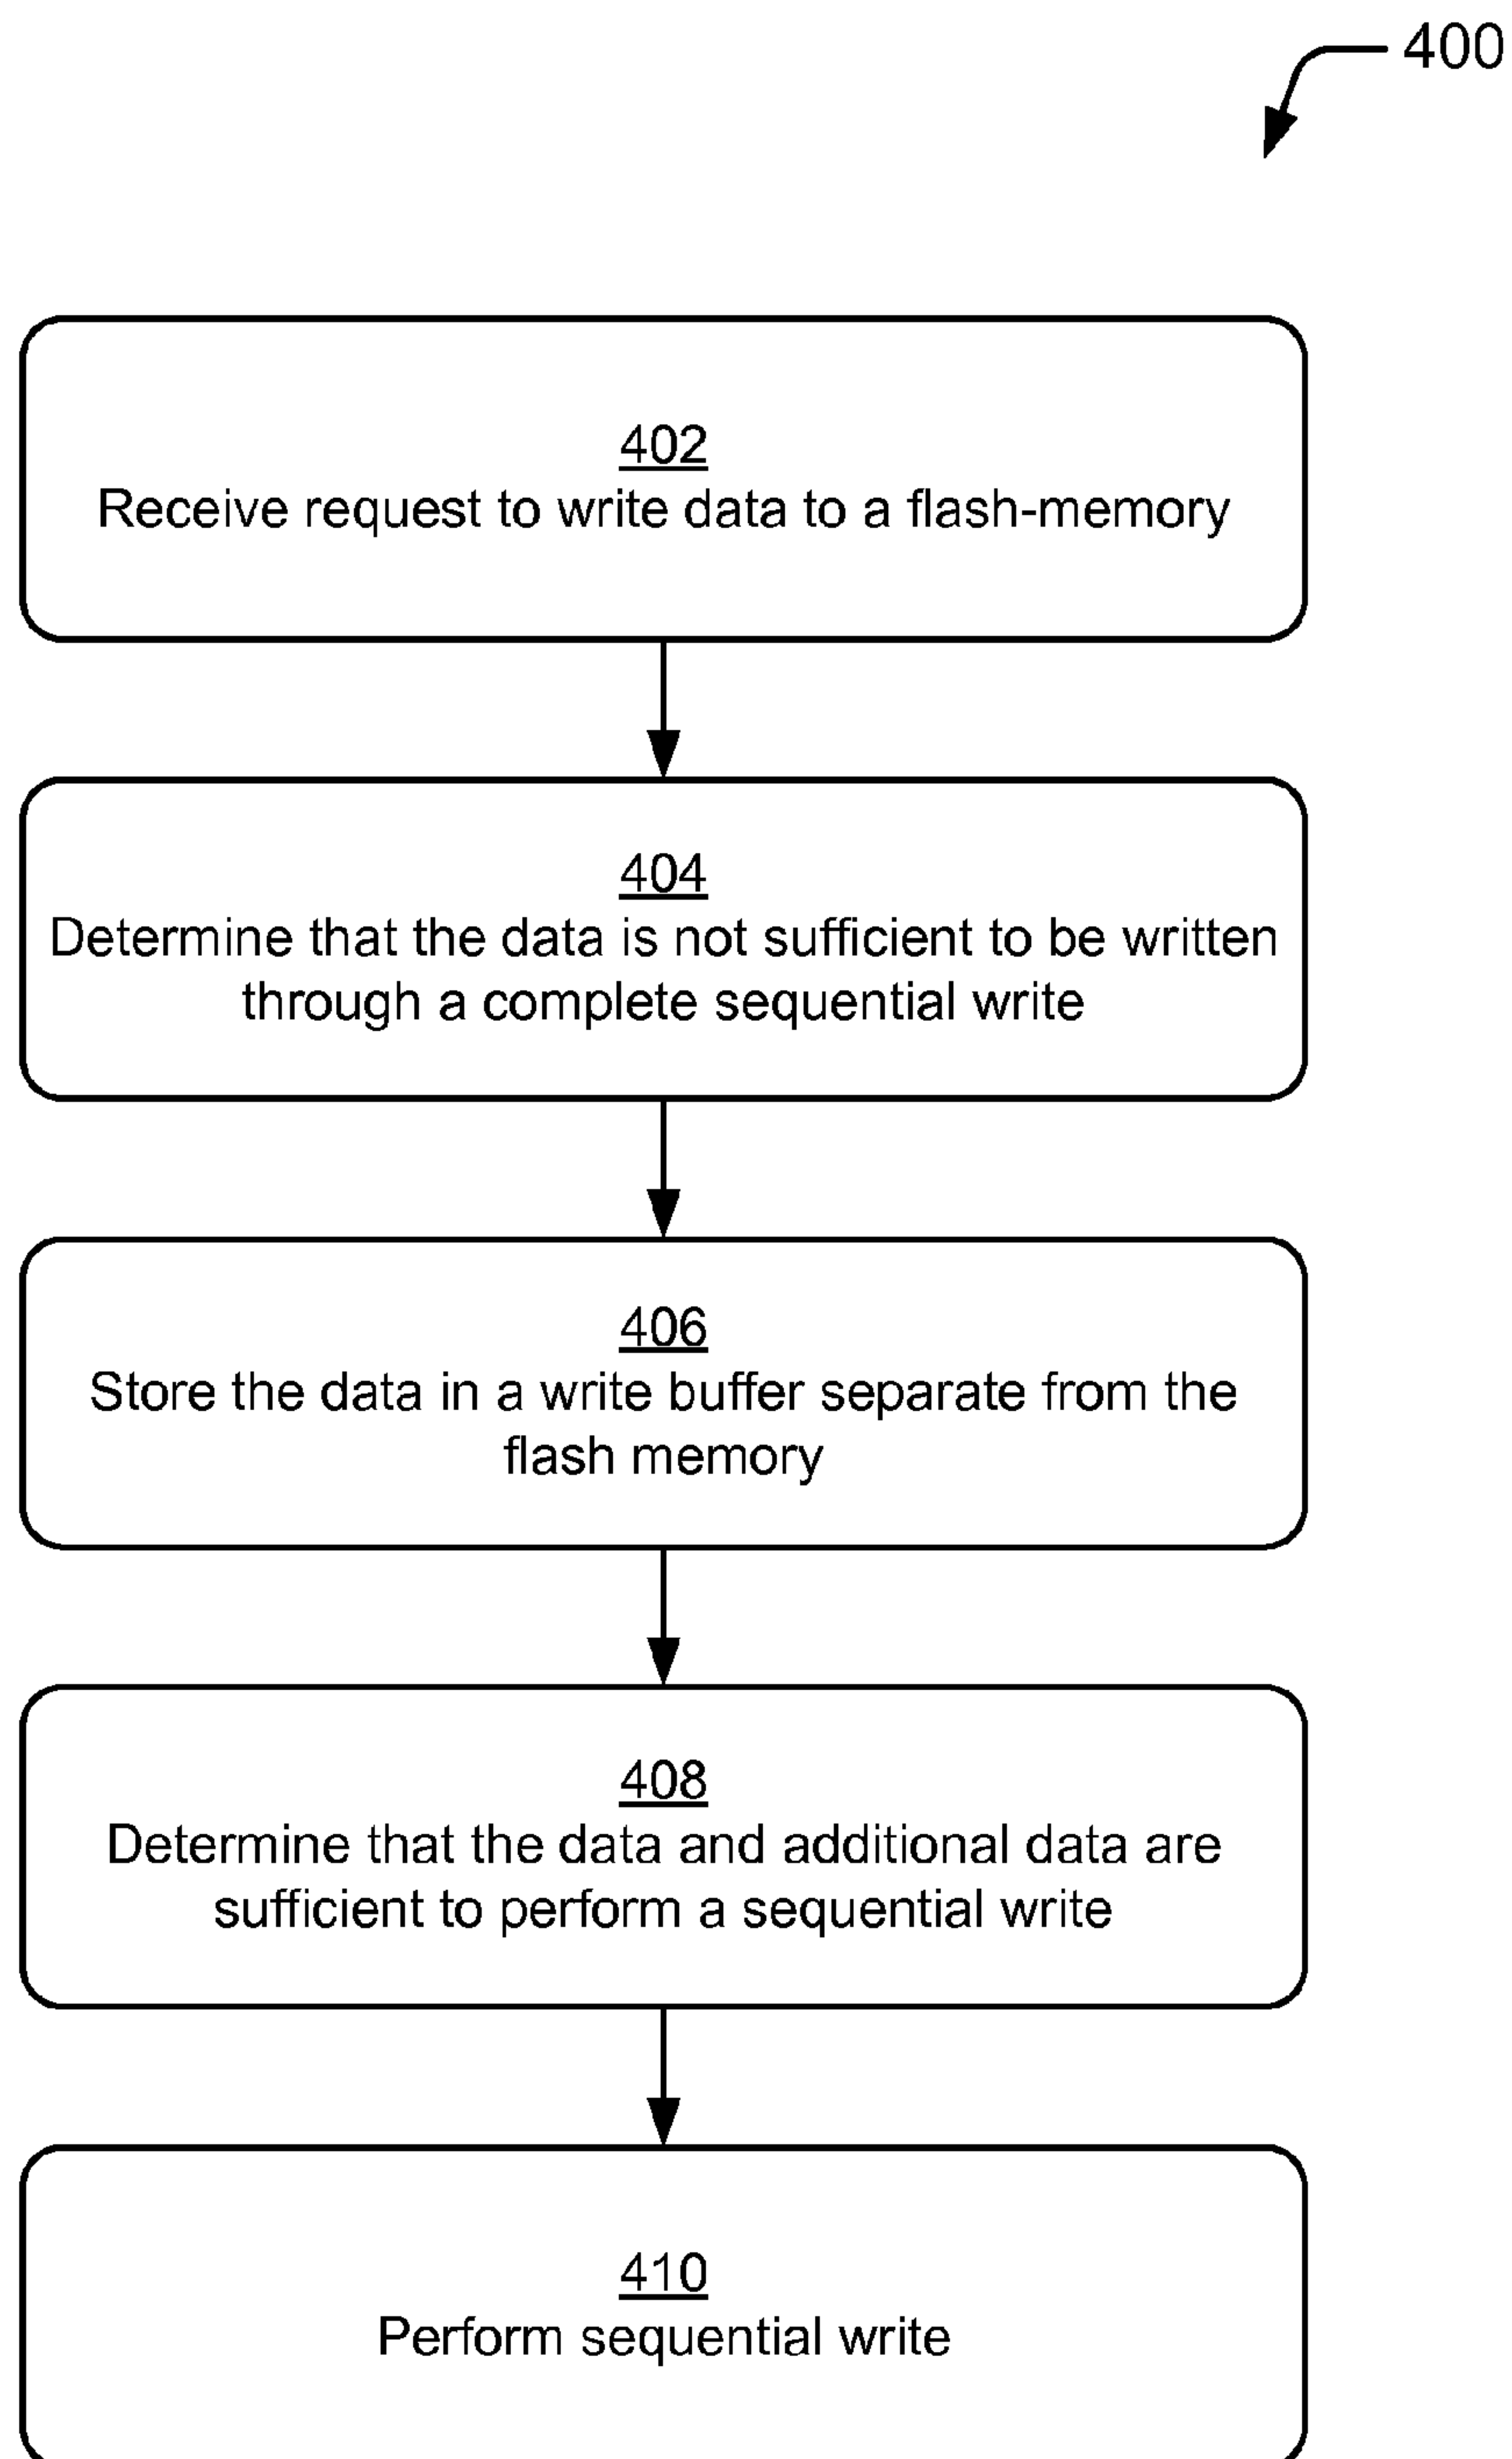 400
402
Receive request to write data to a flash-memory
404
Determine that the data is not sufficient to be written
through a complete sequential write
406
Store the data in a write buffer separate from the
flash memory
408
Determine that the data and additional data are
sufficient to perform a sequential write
410
Perform sequential write